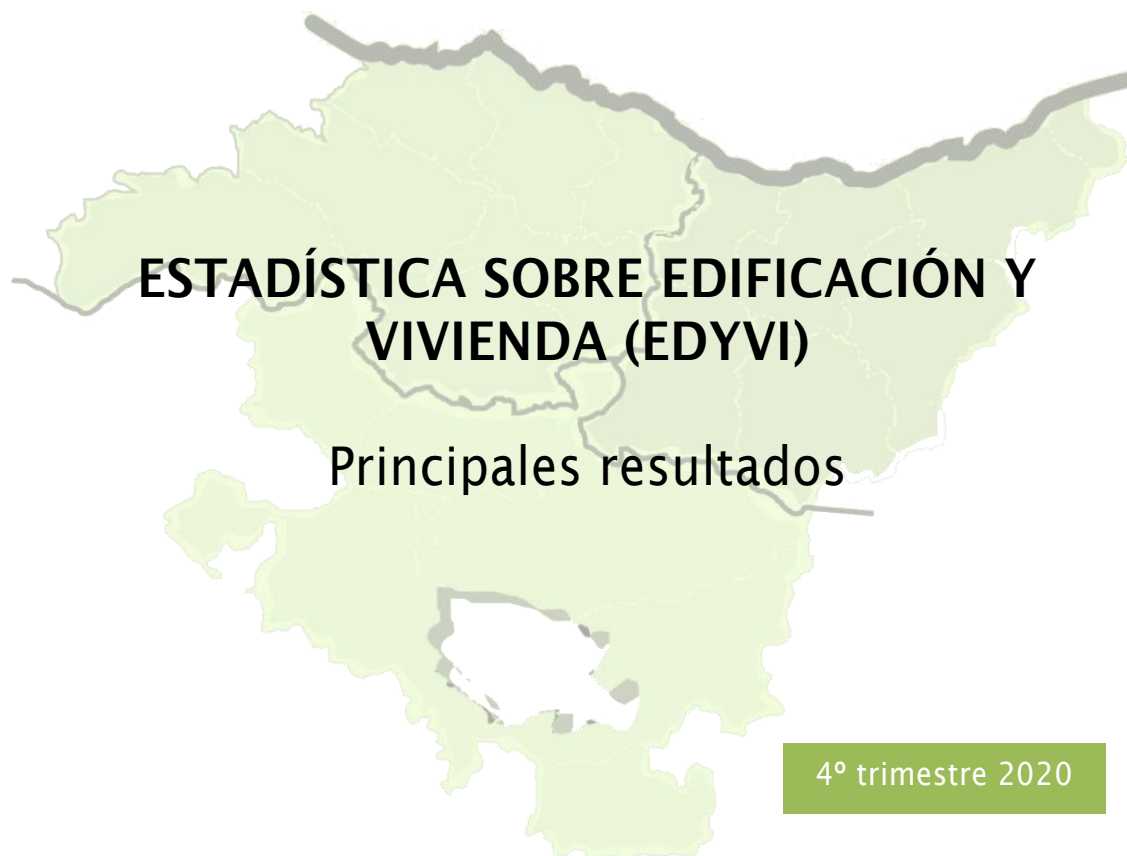 ESTADÍSTICA SOBRE EDIFICACIÓN Y
VIVIENDA (EDYVI)
Principales resultados
4º trimestre 2020